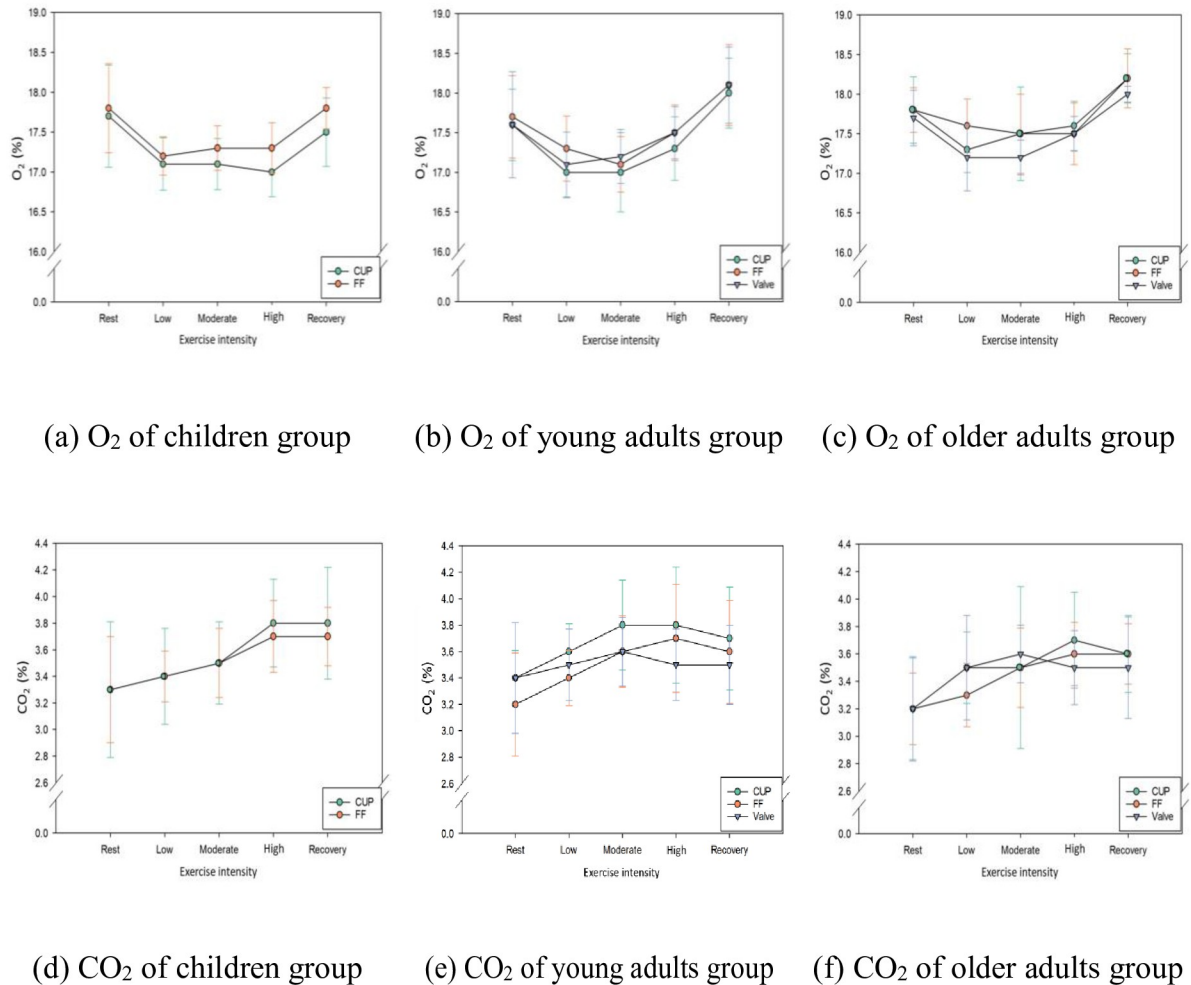 19.0
18.5
18.0
17.5
17.0
16.5
16.0
0.0
O₂ (%)
Rest Low Moderate High Recovery
Exercise intensity
CUP
FF
19.0
18.5
18.0
17.5
17.0
16.5
16.0
0.0
O₂ (%)
Rest Low Moderate High Recovery
Exercise intensity
CUP
FF
Valve
19.0
18.5
18.0
17.5
17.0
16.5
16.0
0.0
O₂ (%)
Rest Low Moderate High Recovery
Exercise intensity
CUP
FF
Valve
(a) O₂ of children group
(b) O₂ of young adults group
(c) O₂ of older adults group
4.4
4.2
4.0
3.8
3.6
3.4
3.2
3.0
2.8
2.6
0.0
CO₂ (%)
Rest Low Moderate High Recovery
Exercise intensity
CUP
FF
4.4
4.2
4.0
3.8
3.6
3.4
3.2
3.0
2.8
2.6
0.0
CO₂ (%)
Rest Low Moderate High Recovery
Exercise intensity
CUP
FF
Valve
4.4
4.2
4.0
3.8
3.6
3.4
3.2
3.0
2.8
2.6
0.0
CO₂ (%)
Rest Low Moderate High Recovery
Exercise intensity
CUP
FF
Valve
(d) CO₂ of children group
(e) CO₂ of young adults group
(f) CO₂ of older adults group